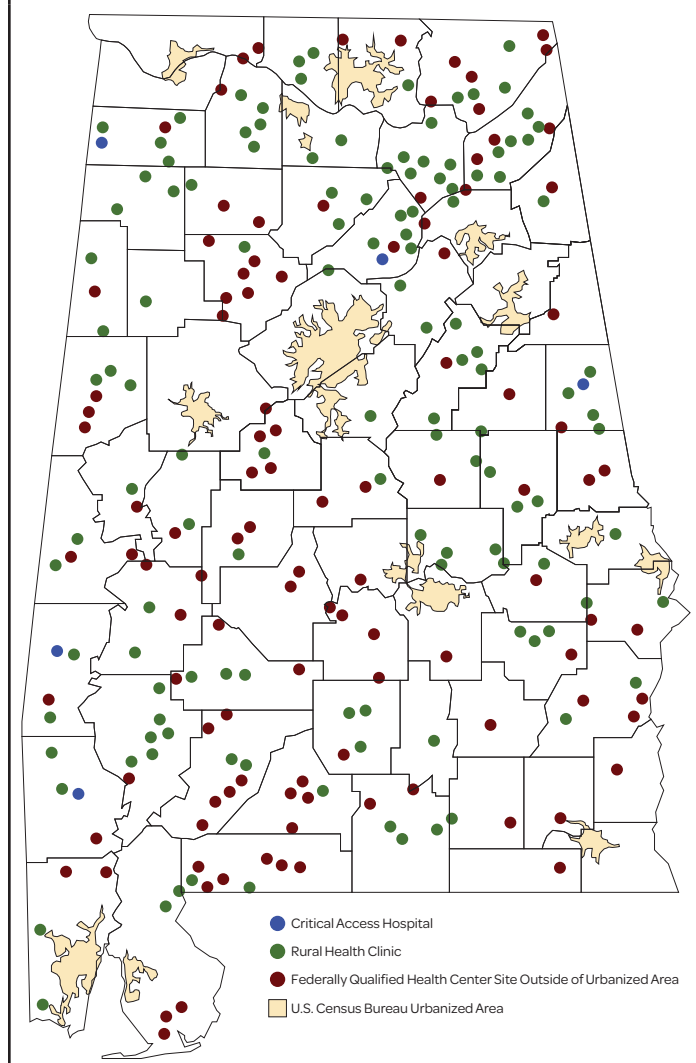 Critical Access Hospital
Rural Health Clinic
Federally Qualified Health Center Site Outside of Urbanized Area
U.S. Census Bureau Urbanized Area